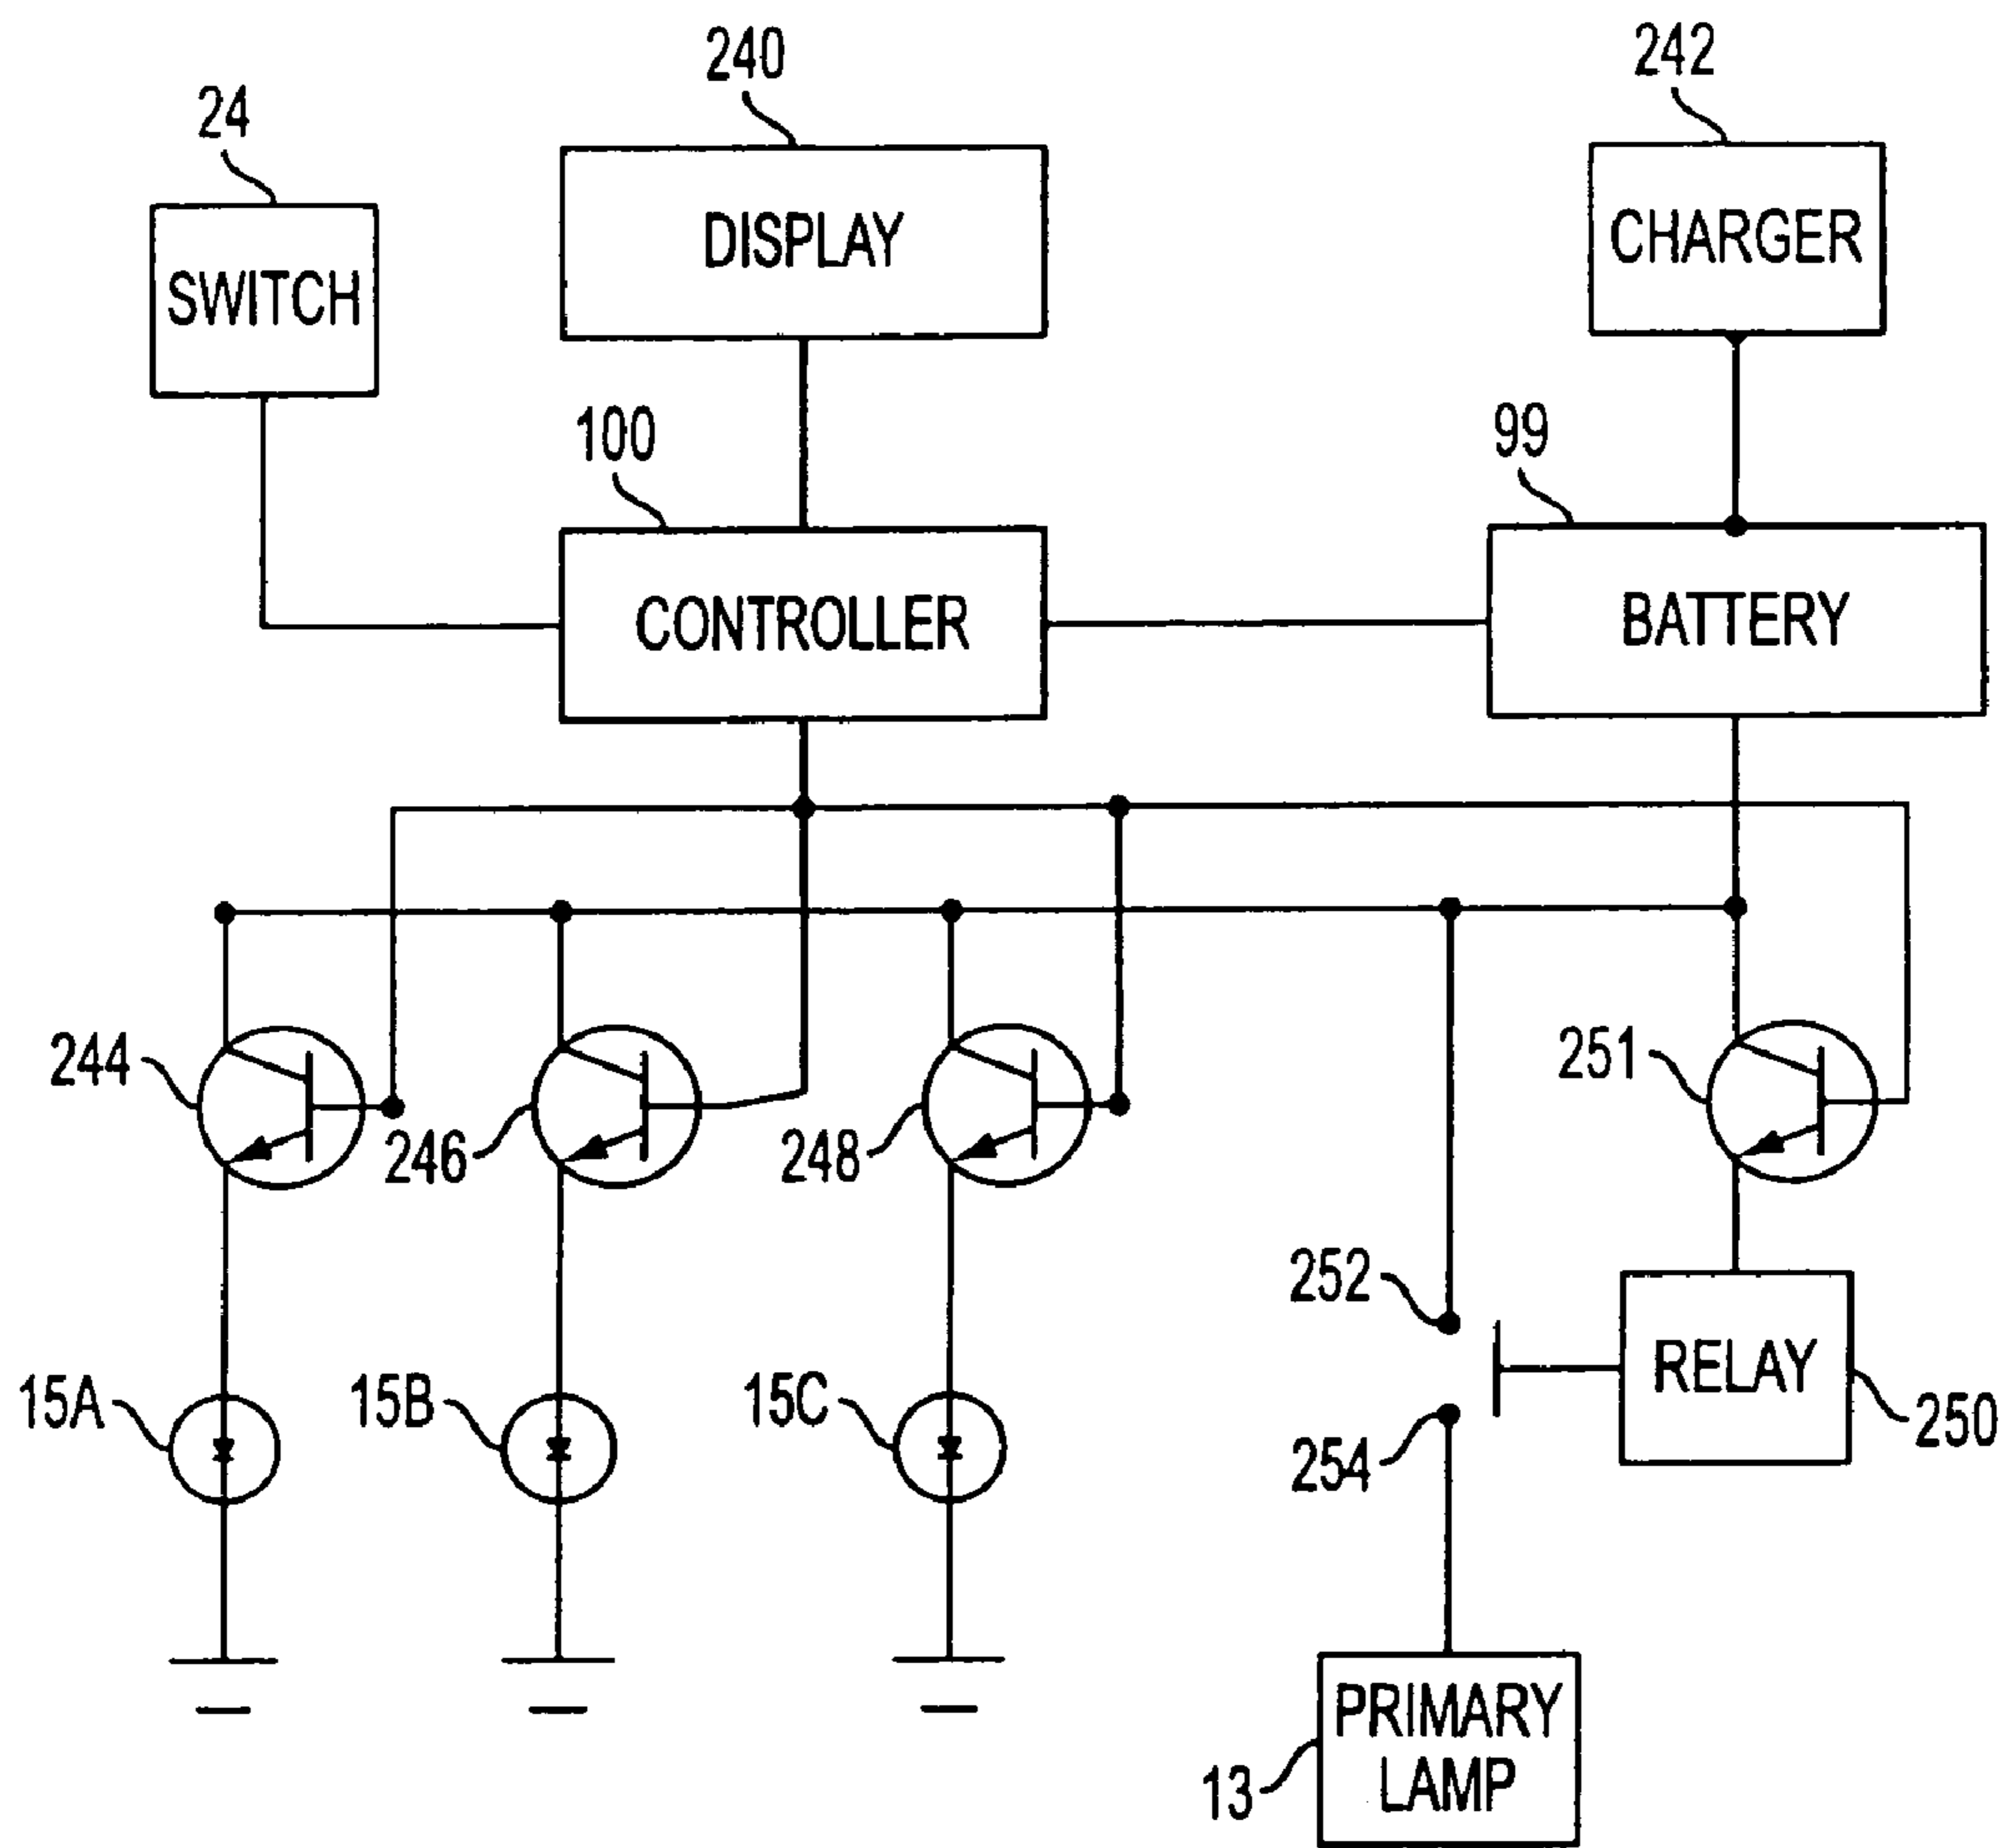 240
242
24
DISPLAY
CHARGER
SWITCH
100
99
CONTROLLER
BATTERY
244
246
248
251
252
RELAY
15A
15B
15C
254
250
PRIMARY
LAMP
13